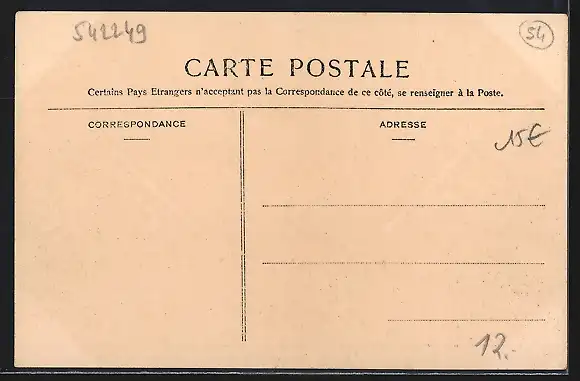 542249
54
CARTE POSTALE
Certains Pays Etrangers n'acceptant pas la Correspondance de ce côté, se renseigner à la Poste.
CORRESPONDANCE
ADRESSE
15€
12.-